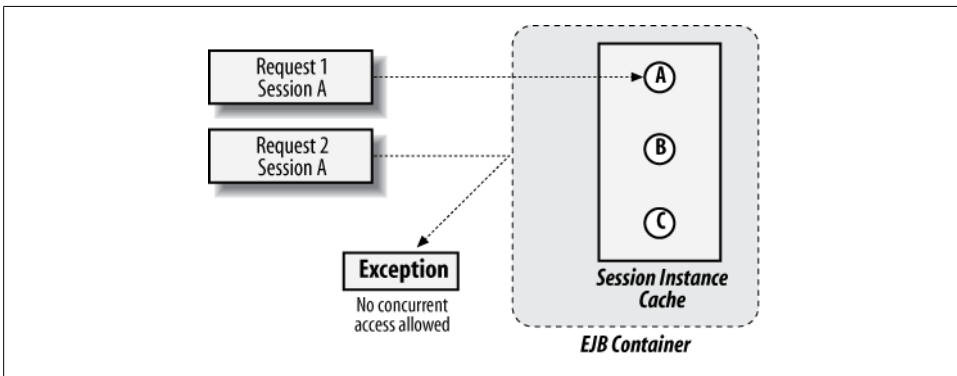 Request 1
Session A
Request 2
Session A
A
B
C
Exception
No concurrent
access allowed
Session Instance
Cache
EJB Container